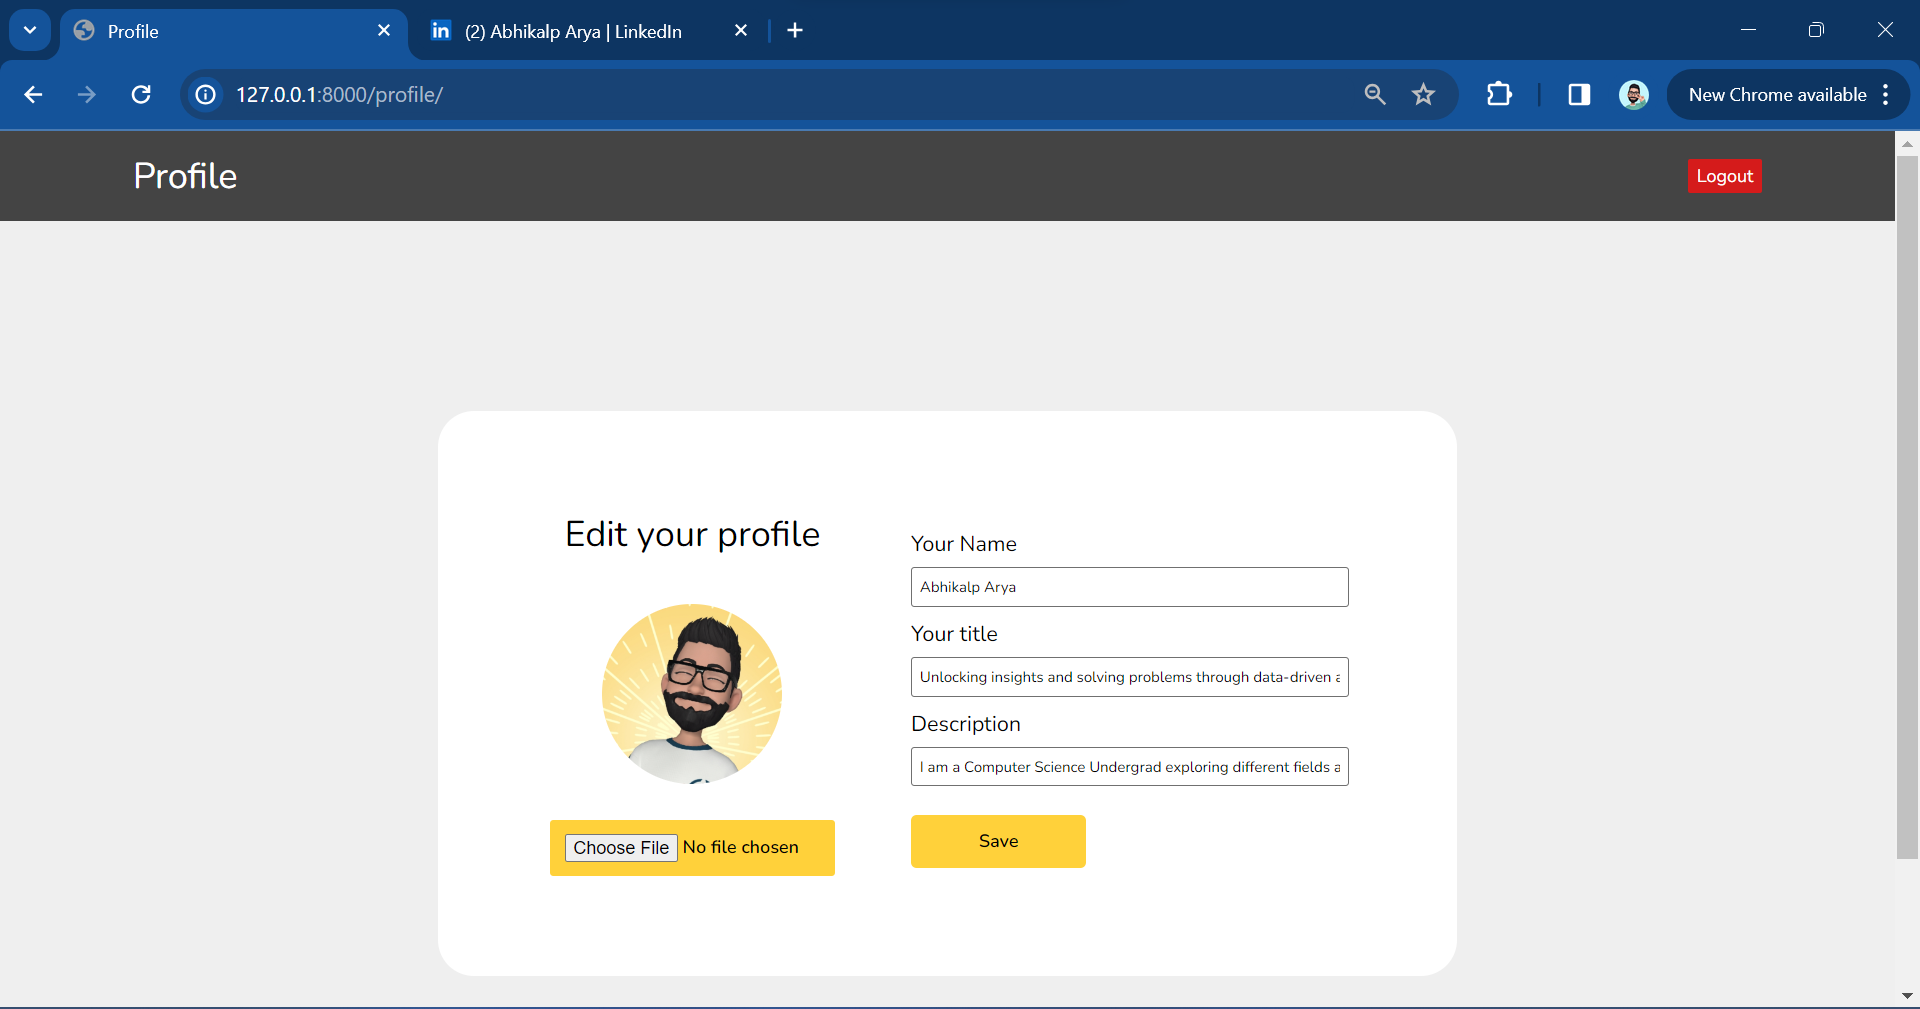 Profile
(2) Abhikalp Arya | LinkedIn
127.0.0.1:8000/profile/
New Chrome available
Profile
Logout
Edit your profile
Choose File No file chosen
Your Name
Abhikalp Arya
Your title
Unlocking insights and solving problems through data-driven a
Description
I am a Computer Science Undergrad exploring different fields a
Save